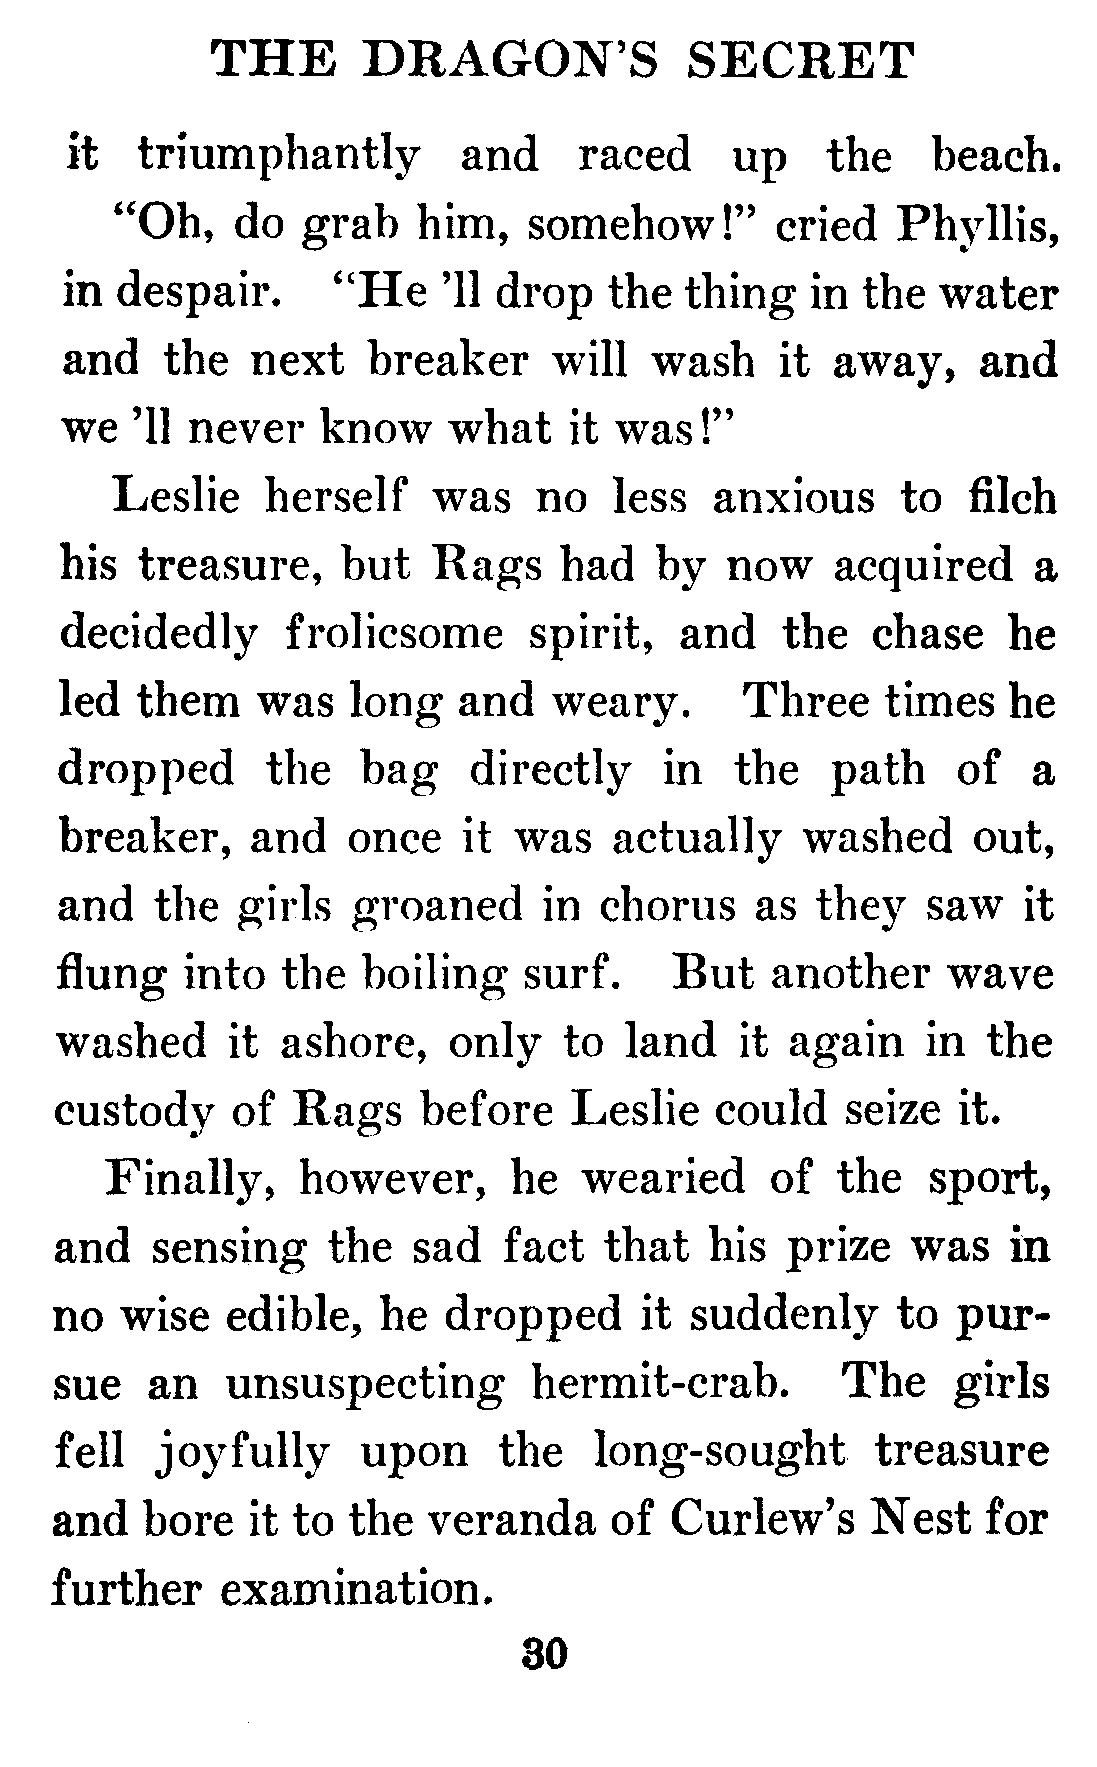 THE DRAGON'S SECRET
it triumphantly and raced up the beach.
“Oh, do grab him, somehow!” cried Phyllis,
in despair. “He ’ll drop the thing in the water
and the next breaker will wash it away, and
we ’ll never know what it was!”
Leslie herself was no less anxious to filch
his treasure, but Rags had by now acquired a
decidedly frolicsome spirit, and the chase he
led them was long and weary. Three times he
dropped the bag directly in the path of a
breaker, and once it was actually washed out,
and the girls groaned in chorus as they saw it
flung into the boiling surf. But another wave
washed it ashore, only to land it again in the
custody of Rags before Leslie could seize it.
Finally, however, he wearied of the sport,
and sensing the sad fact that his prize was in
no wise edible, he dropped it suddenly to pur-
sue an unsuspecting hermit-crab. The girls
fell joyfully upon the long-sought treasure
and bore it to the veranda of Curlew’s Nest for
further examination.
30